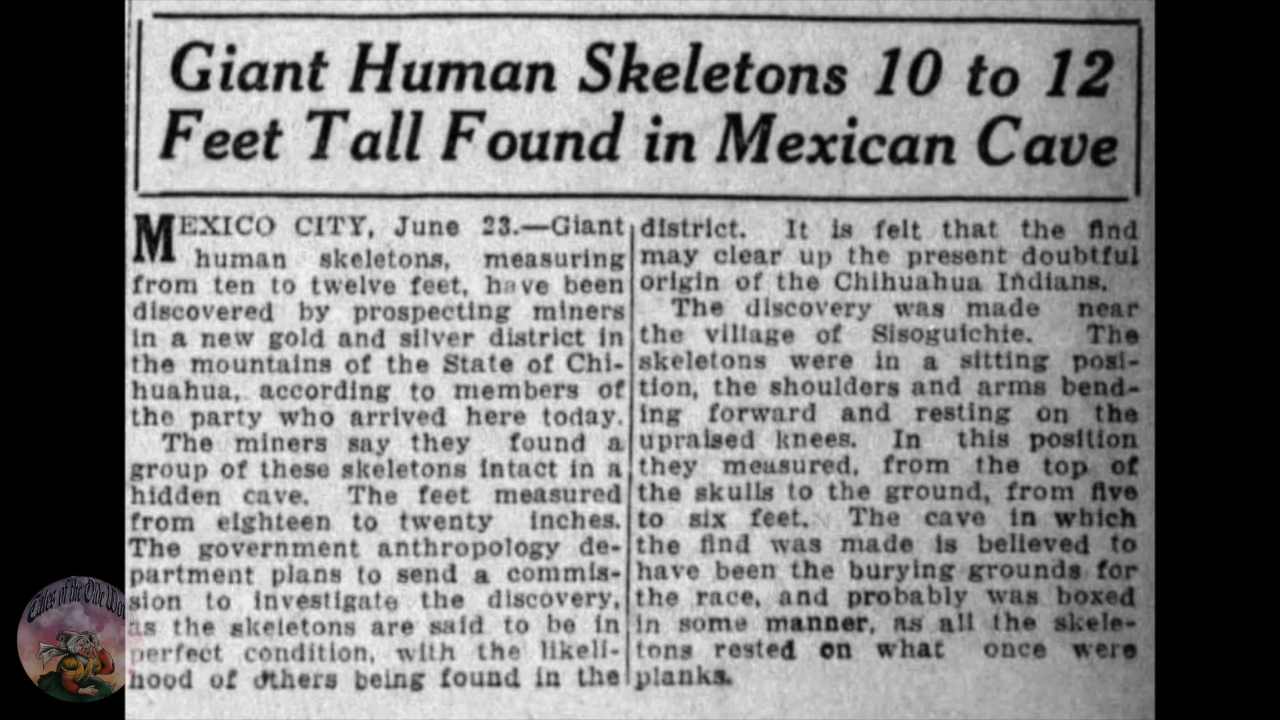 Giant Human Skeletons 10 to 12
Feet Tall Found in Mexican Cave
MEXICO CITY, June 23.—Giant
human skeletons, measuring
from ten to twelve feet, have been
discovered by prospecting miners
in a new gold and silver district in
the mountains of the State of Chi-
huahua, according to members of
the party who arrived here today.
The miners say they found a
group of these skeletons intact in a
hidden cave. The feet measured
from eighteen to twenty inches.
The government anthropology de-
partment plans to send a commis-
sion to investigate the discovery,
as the skeletons are said to be in
perfect condition, with the likeli-
hood of others being found in the
district. It is felt that the find
may clear up the present doubtful
origin of the Chihuahua Indians.
The discovery was made near
the village of Sisoguichie. The
skeletons were in a sitting posi-
tion, the shoulders and arms bend-
ing forward and resting on the
upraised knees. In this position
they measured, from the top of
the skulls to the ground, from five
to six feet. The cave in which
the find was made is believed to
have been the burying grounds for
the race, and probably was boxed
in some manner, as all the skele-
tons rested on what once were
planks.
of the Olde